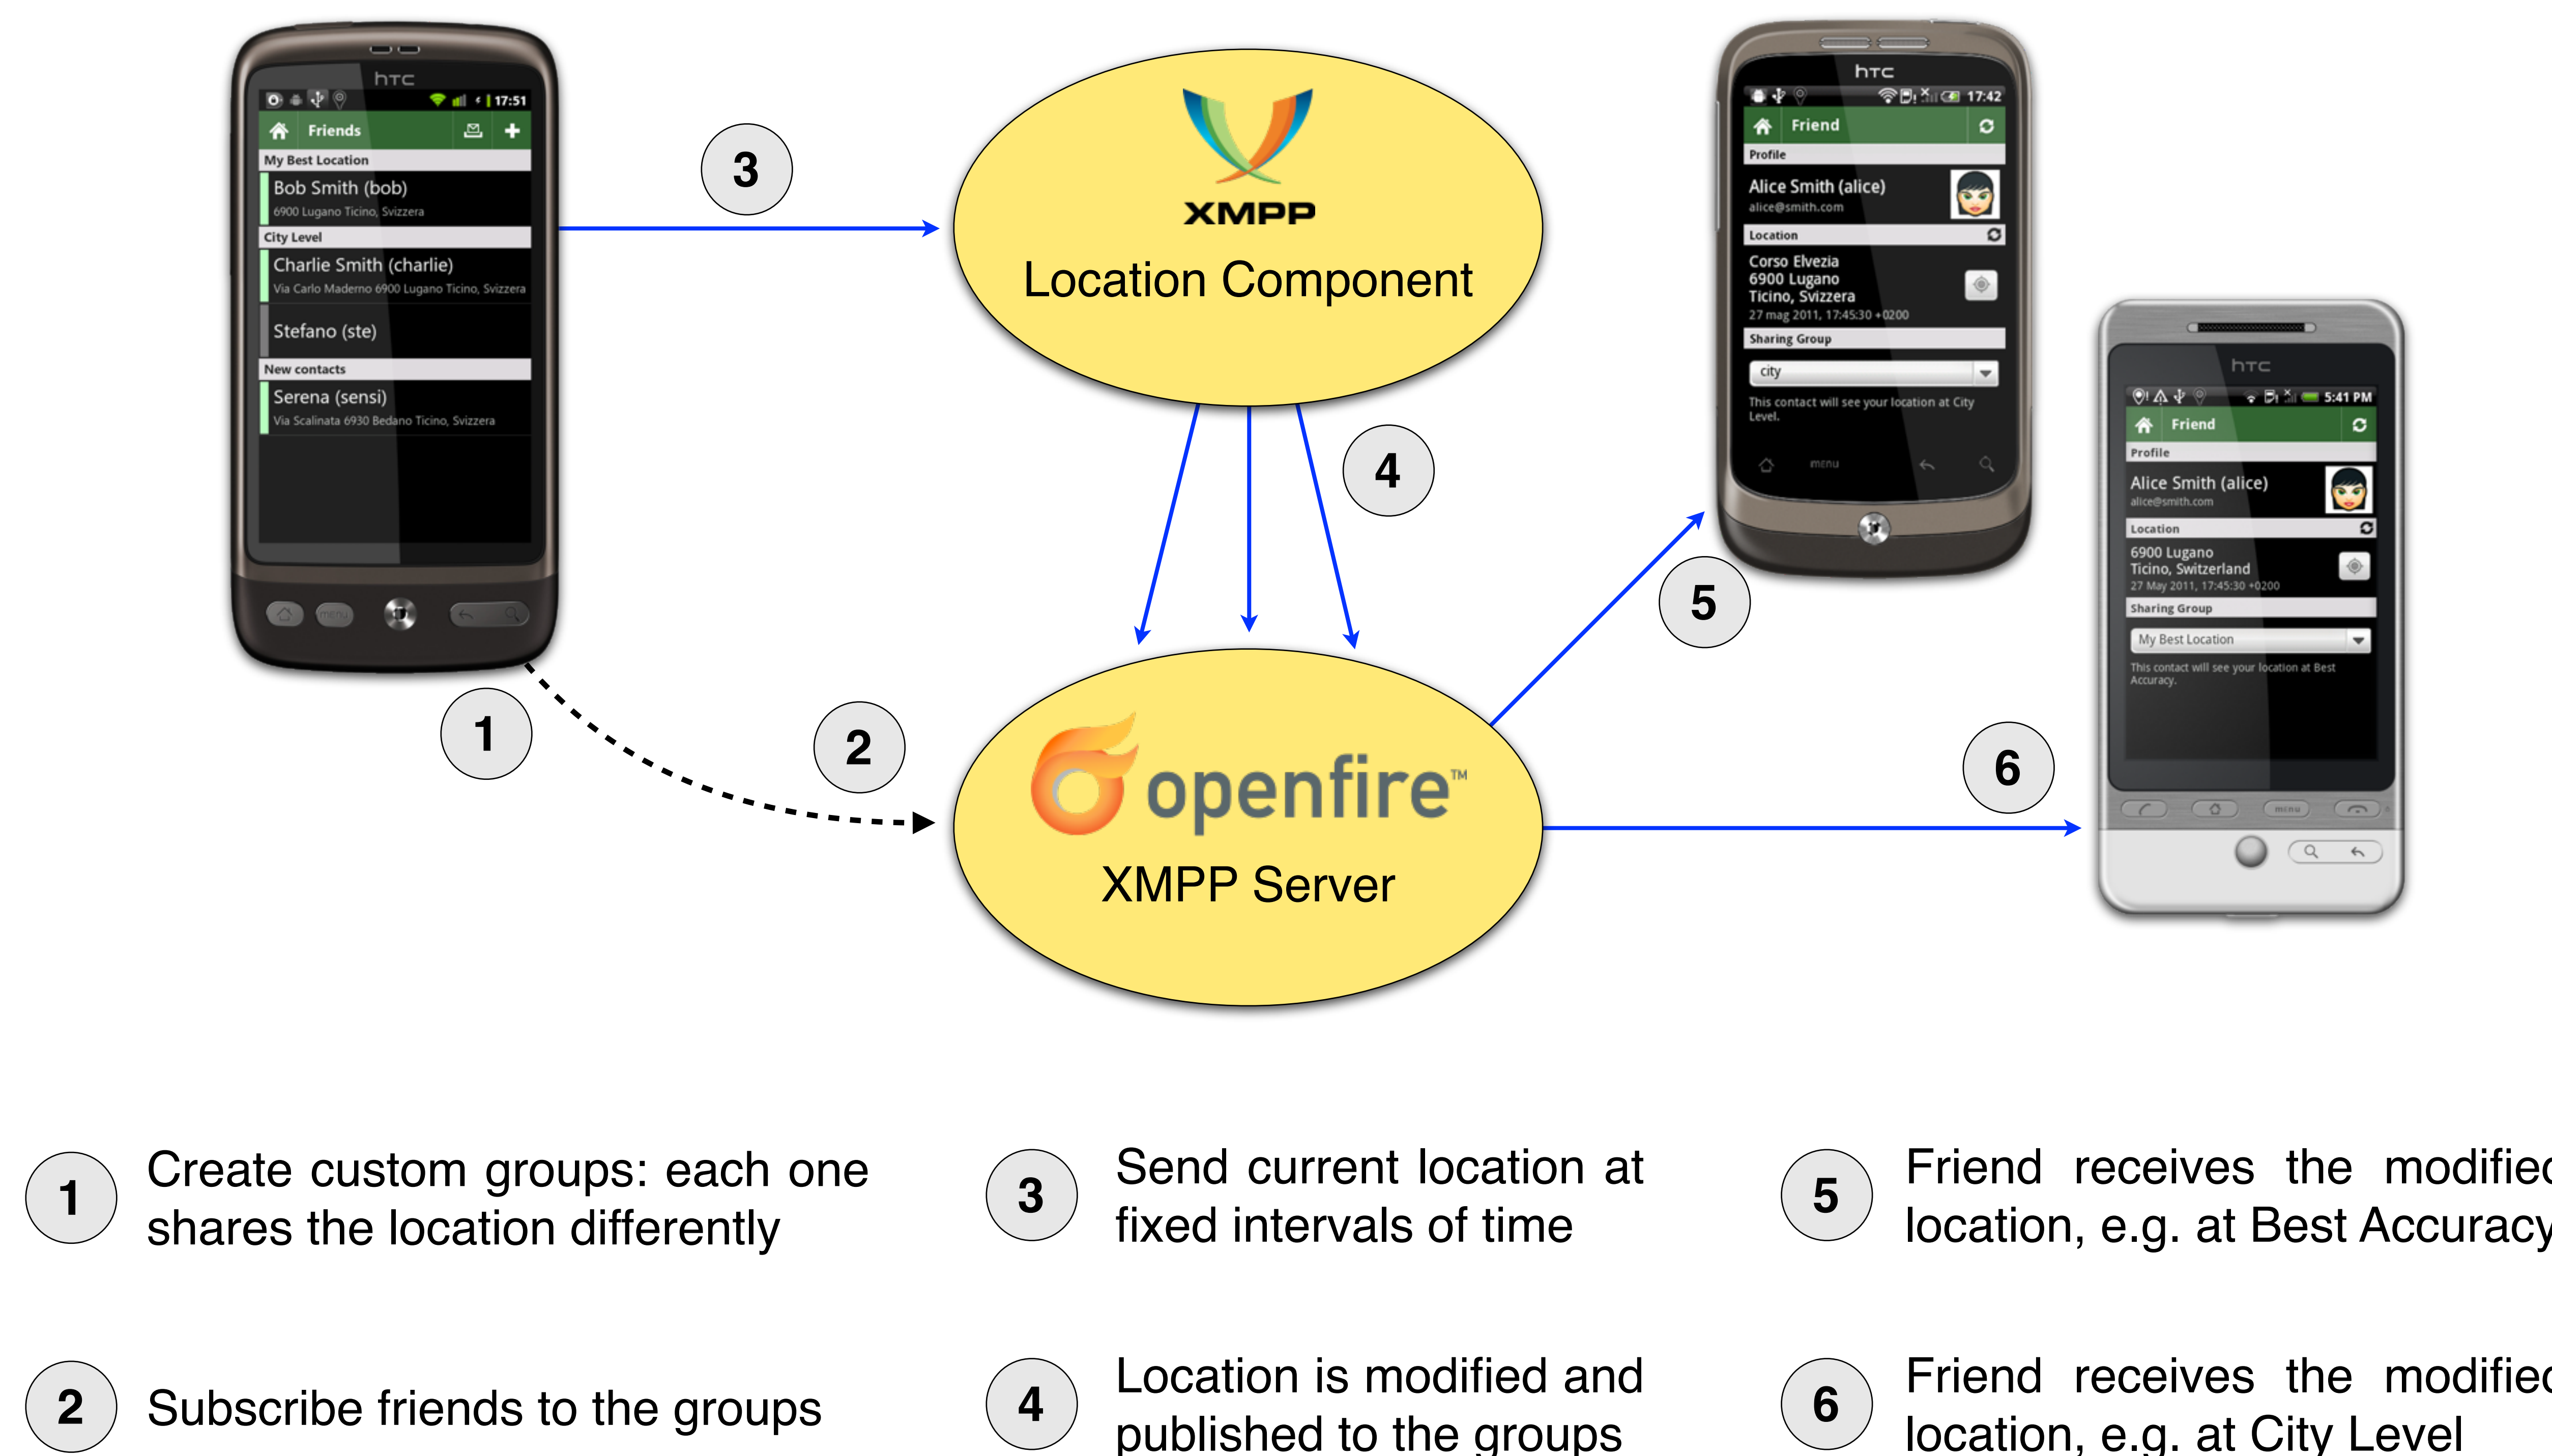 hTC
17:51
Friends
My Best Location
Bob Smith (bob)
6900 Lugano Ticino, Svizzera
City Level
Charlie Smith (charlie)
Via Carlo Maderno 6900 Lugano Ticino, Svizzera
Stefano (ste)
New contacts
Serena (sensi)
Via Scalinata 6930 Bedano Ticino, Svizzera
menu
1
2
3
XMPP
Location Component
4
openfire™
XMPP Server
5
6
hTC
17:42
Friend
Profile
Alice Smith (alice)
alice@smith.com
Location
Corso Elvezia
6900 Lugano
Ticino, Svizzera
27 mag 2011, 17:45:30 +0200
Sharing Group
city
This contact will see your location at City
Level.
menu
hTC
5:41 PM
Friend
Profile
Alice Smith (alice)
alice@smith.com
Location
6900 Lugano
Ticino, Switzerland
27 May 2011, 17:45:30 +0200
Sharing Group
My Best Location
This contact will see your location at Best
Accuracy.
menu
1 Create custom groups: each one
shares the location differently
2 Subscribe friends to the groups
3 Send current location at
fixed intervals of time
4 Location is modified and
published to the groups
5 Friend receives the modified
location, e.g. at Best Accuracy
6 Friend receives the modified
location, e.g. at City Level